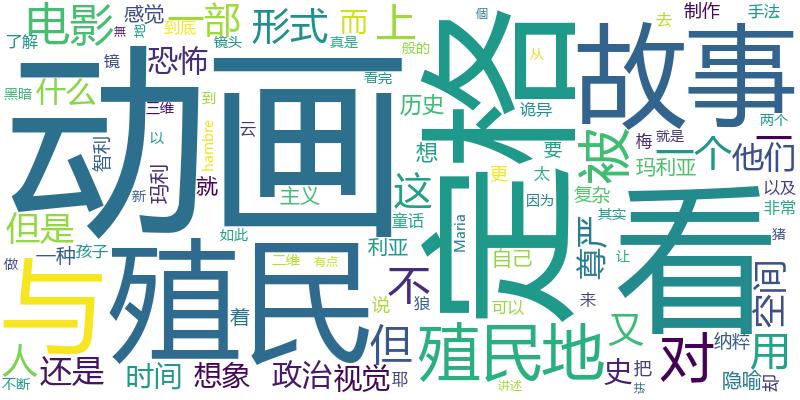 电影 感觉 一部 形式 而 上 個 格 制作 手法
了解 無 到底 镜头 真是 般的 从 去
动画 恐怖 看完 定 故事
黑暗 什么 镜 三维 到 历史 诡异 被 梅 就是 两个 一
智利 以 云 hambre 想 要 一个 他们
玛利 新 就 主义 这 更 太 玛利亚 以及
但是 如此 童话 Maria 因为 复杂 非常
一种 孩子 利亚 自己 尊严 其实 看 猪
与 殖民 二维 有点 不 狼 可以 来 让 空间
做 着 说 但 殖民地 又 纳粹 用
人 还是 时间 想象 政治 视觉 耶 讲述 史 把 对 隐喻
不断